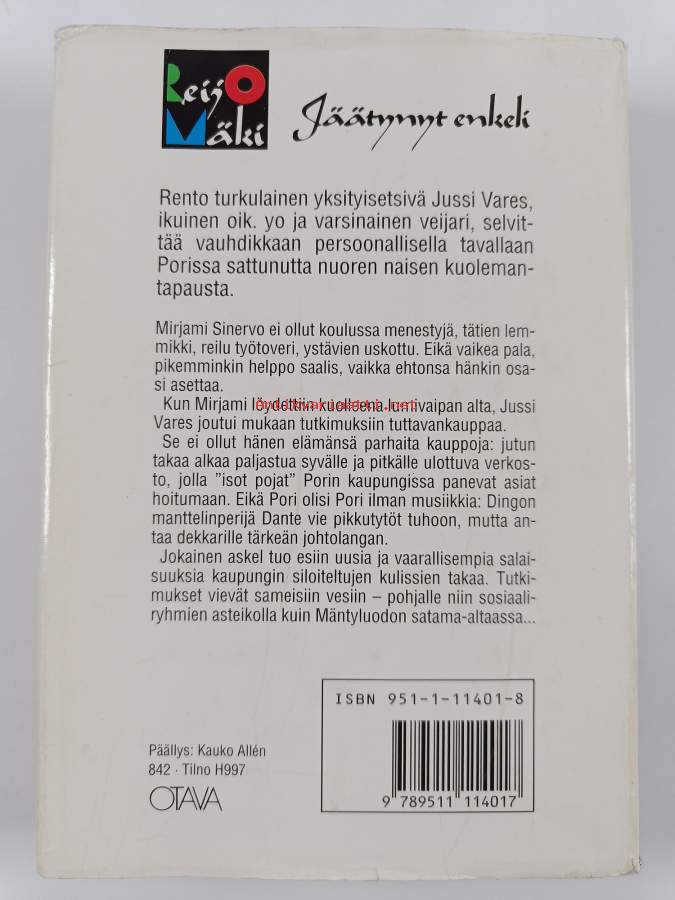 ReijO Mäki
Jäätynyt enkeli
Rento turkulainen yksityisetsivä Jussi Vares,
ikuinen oik. yo ja varsinainen veijari, selvit-
tää vauhdikkaan persoonallisella tavallaan
Porissa sattunutta nuoren naisen kuoleman-
tapausta.
Mirjami Sinervo ei ollut koulussa menestyjä, tätien lem-
mikki, reilu työtoveri, ystävien uskottu. Eikä vaikea pala,
pikemminkin helppo saalis, vaikka ehtonsa hänkin osa-
si asettaa.
Kun Mirjami löydettiin kuolleena lumivaipan alta, Jussi
Vares joutui mukaan tutkimuksiin tuttavankauppaa.
Se ei ollut hänen elämänsä parhaita kauppoja: jutun
takaa alkaa paljastua syvälle ja pitkälle ulottuva verkos-
to, jolla ”isot pojat” Porin kaupungissa panevat asiat
hoitumaan. Eikä Pori olisi Pori ilman musiikkia: Dingon
manttelinperijä Dante vie pikkutytöt tuhoon, mutta an-
taa dekkarille tärkeän johtolangan.
Jokainen askel tuo esiin uusia ja vaarallisempia salai-
suuksia kaupungin siloiteltujen kulissien takaa. Tutki-
mukset vievät sameisiin vesiin – pohjalle niin sosiaali-
ryhmien asteikolla kuin Mäntyluodon satama-altaassa...
ISBN 951-1-11401-8
9 789511 114017
Päällys: Kauko Allén
842 · Tilno H997
OTAVA